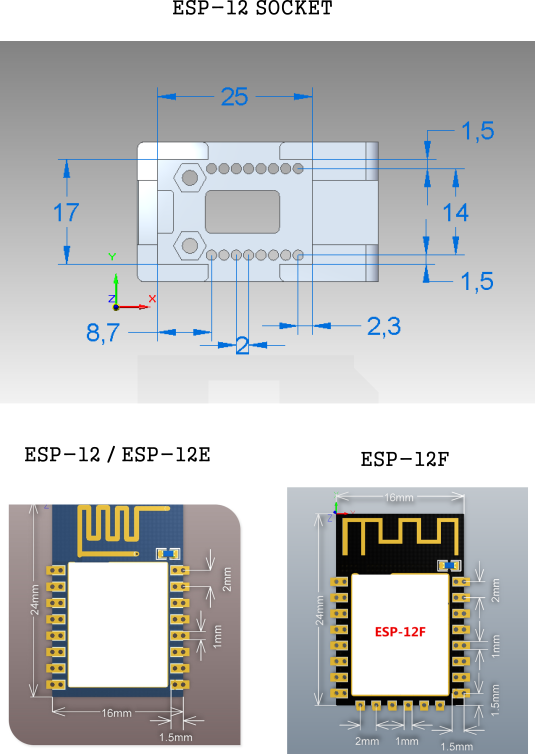 ESP-12 SOCKET
25
1,5
17
14
Y
Z
X
1,5
8,7
2
2,3
ESP-12 / ESP-12E
ESP-12F
16mm
2mm
24mm
1mm
16mm
1.5mm
Z
2mm
24mm
ESP-12F
1mm
1.5mm
2mm
1mm
1.5mm